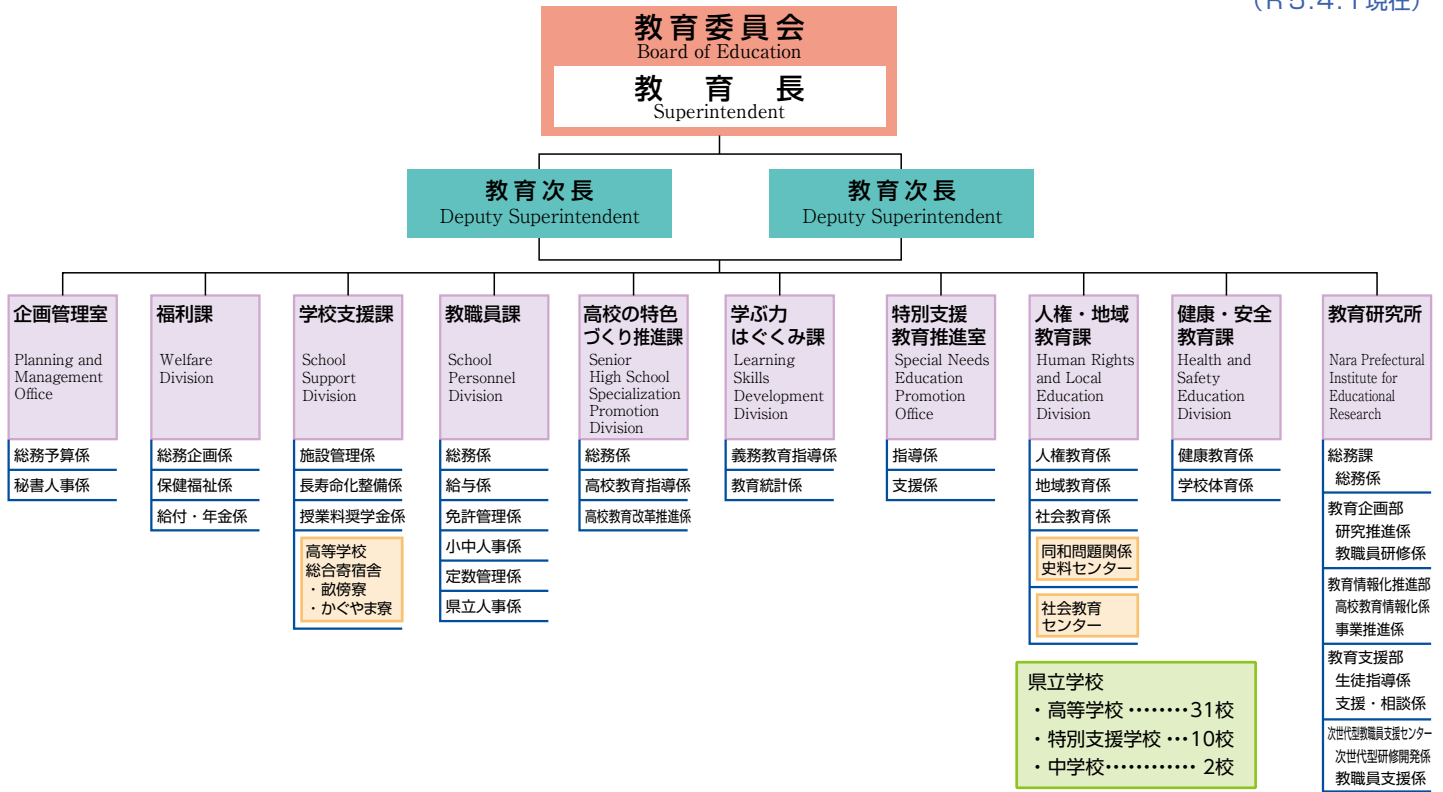 （R5.4.1現在）
教育委員会
Board of Education
教育長
Superintendent
教育次長
Deputy Superintendent
教育次長
Deputy Superintendent
企画管理室
Planning and
Management
Office
総務予算係
秘書人事係
福利課
Welfare
Division
総務企画係
保健福祉係
給付・年金係
学校支援課
School
Support
Division
施設管理係
長寿命化整備係
授業料奨学金係
高等学校
総合寄宿舎
・畝傍寮
・かぐやま寮
教職員課
School
Personnel
Division
総務係
給与係
免許管理係
小中人事係
定数管理係
県立人事係
高校の特色
づくり推進課
Senior
High School
Specialization
Promotion
Division
総務係
高校教育指導係
高校教育改革推進係
学ぶ力
はぐくみ課
Learning
Skills
Development
Division
義務教育指導係
教育統計係
特別支援
教育推進室
Special Needs
Education
Promotion
Office
指導係
支援係
人権・地域
教育課
Human Rights
and Local
Education
Division
人権教育係
地域教育係
社会教育係
同和問題関係
史料センター
社会教育
センター
健康・安全
教育課
Health and
Safety
Education
Division
健康教育係
学校体育係
教育研究所
Nara Prefectural
Institute for
Educational
Research
総務課
総務係
教育企画部
研究推進係
教職員研修係
教育情報化推進部
高校教育情報化係
事業推進係
教育支援部
生徒指導係
支援・相談係
次世代型教職員支援センター
次世代型研修開発係
教職員支援係
県立学校
・高等学校………31校
・特別支援学校…10校
・中学校………… 2校